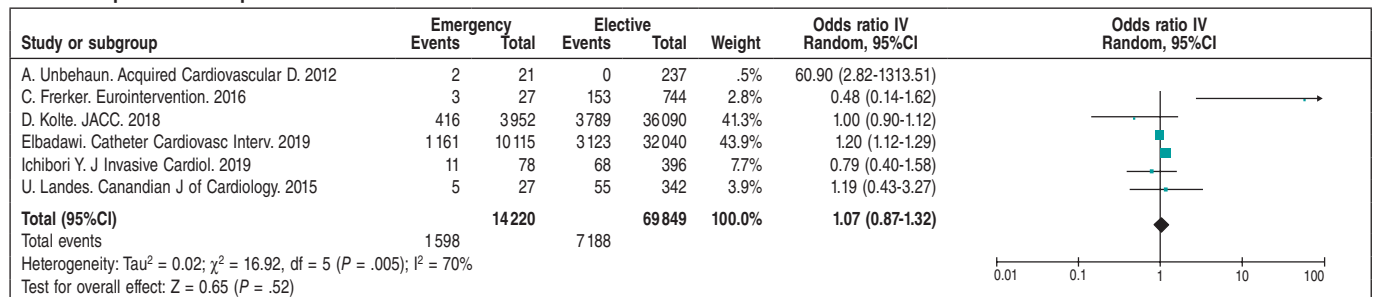 Emergency Elective Odds ratio IV Odds ratio IV
Study or subgroup Events Total Events Total Weight Random, 95%CI Random, 95%CI
A. Unbehaun. Acquired Cardiovascular D. 2012 2 21 0 237 .5% 60.90 (2.82-1313.51)
C. Frerker. Eurointervention. 2016 3 27 153 744 2.8% 0.48 (0.14-1.62)
D. Kolte. JACC. 2018 416 3952 3789 36090 41.3% 1.00 (0.90-1.12)
Elbadawi. Catheter Cardiovasc Interv. 2019 1161 10115 3123 32040 43.9% 1.20 (1.12-1.29)
Ichibori Y. J Invasive Cardiol. 2019 11 78 68 396 7.7% 0.79 (0.40-1.58)
U. Landes. Canandian J of Cardiology. 2015 5 27 55 342 3.9% 1.19 (0.43-3.27)
Total (95%CI) 14220 69849 100.0% 1.07 (0.87-1.32)
Total events 1598 7188
Heterogeneity: Tau² = 0.02; χ² = 16.92, df = 5 (P = .005); I² = 70%
Test for overall effect: Z = 0.65 (P = .52)
0.01 0.1 1 10 100